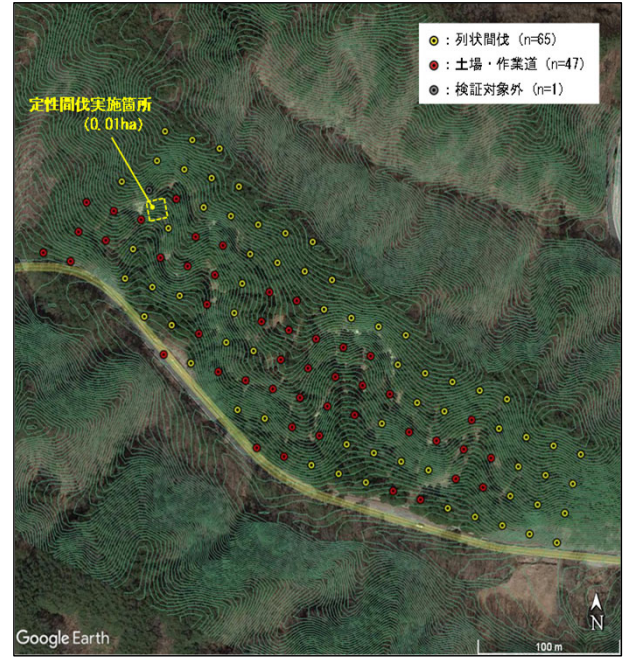 ：列状間伐 (n=65)
：土場・作業道 (n=47)
：検証対象外 (n=1)
定性間伐実施箇所
(0.01ha)
N
Google Earth
100 m